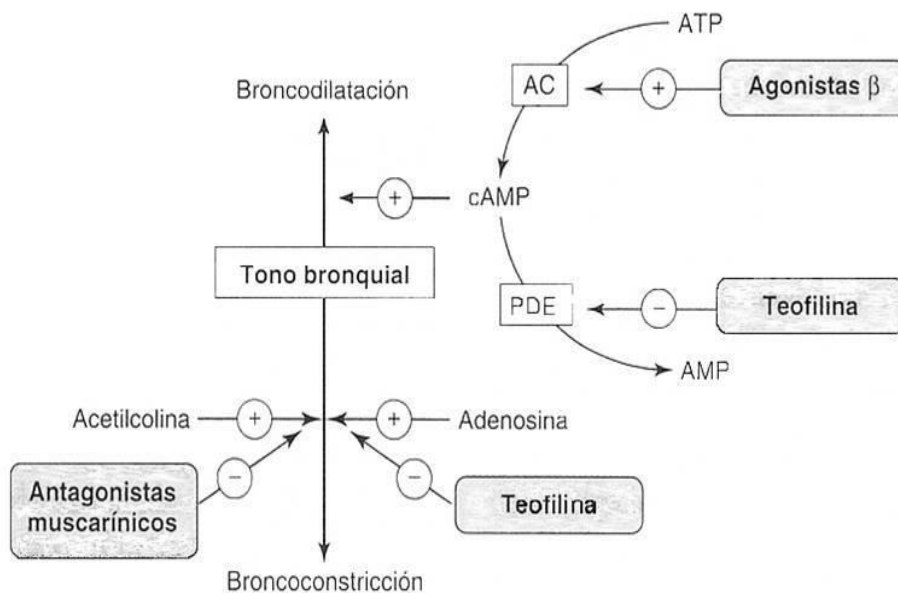 ATP
AC
+
Agonistas β
Broncodilatación
+
cAMP
Tono bronquial
PDE
−
Teofilina
AMP
Acetilcolina
+
+
Adenosina
Antagonistas
muscarínicos
−
−
Teofilina
Broncoconstricción